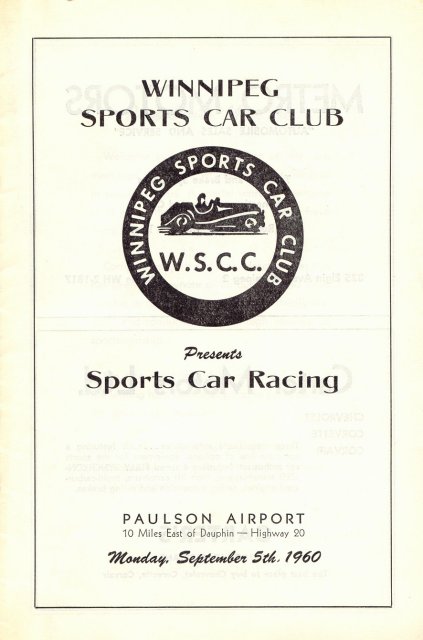 WINNIPEG
SPORTS CAR CLUB
WINNIPEG SPORTS CAR CLUB
W.S.C.C.
Presents
Sports Car Racing
PAULSON AIRPORT
10 Miles East of Dauphin — Highway 20
Monday, September 5th, 1960